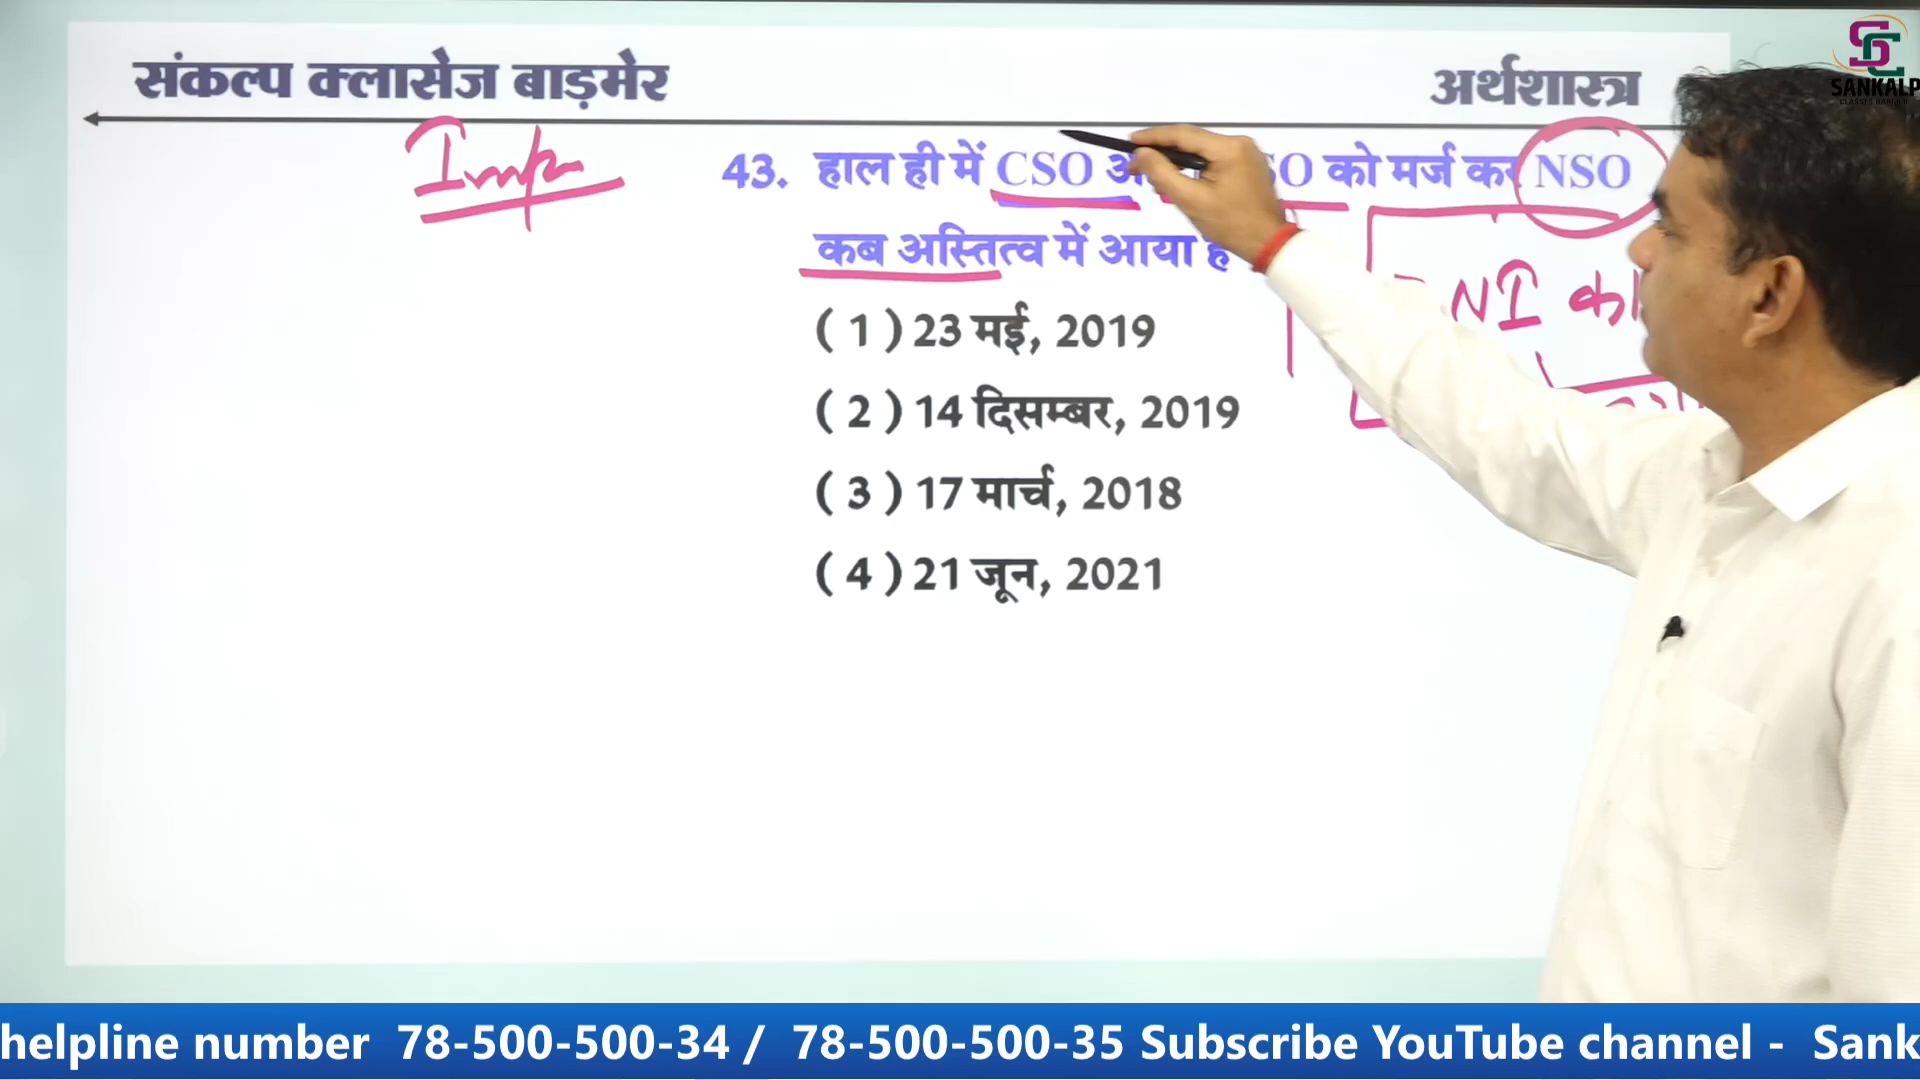 संकल्प क्लासेज बाड़मेर
अर्थशास्त्र
SANKALP
Imp
43. हाल ही में CSO को मर्ज कर NSO
कब अस्तित्व में आया है
NI का
( 1 ) 23 मई, 2019
( 2 ) 14 दिसम्बर, 2019
( 3 ) 17 मार्च, 2018
( 4 ) 21 जून, 2021
helpline number 78-500-500-34 / 78-500-500-35 Subscribe YouTube channel - Sank